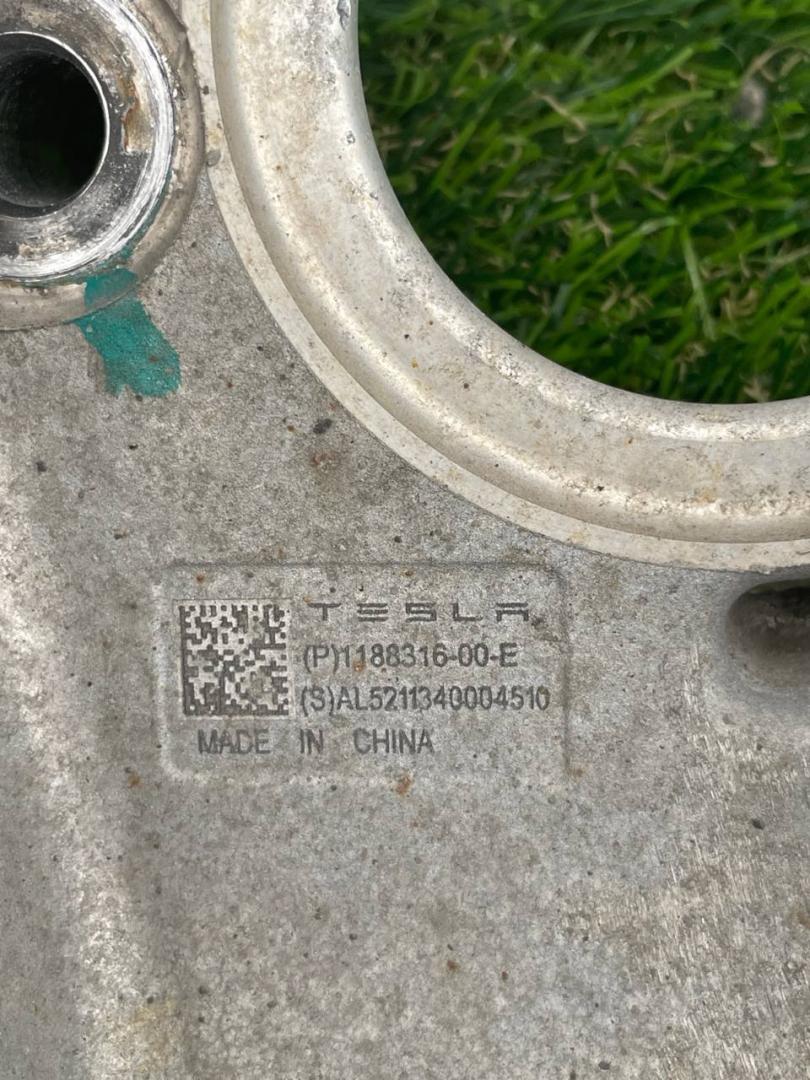 TESLA
(P)1188316-00-E
(S)AL5211340004510
MADE IN CHINA